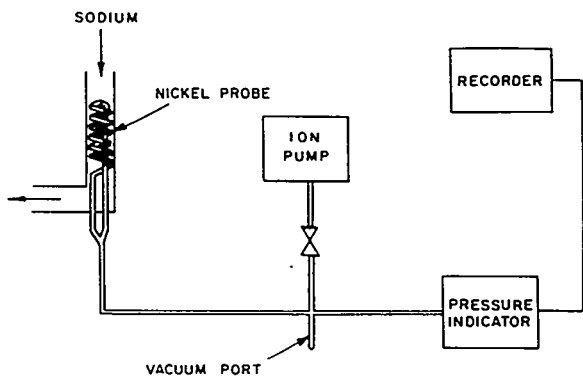 SODIUM
NICKEL PROBE
ION
PUMP
RECORDER
PRESSURE
INDICATOR
VACUUM PORT